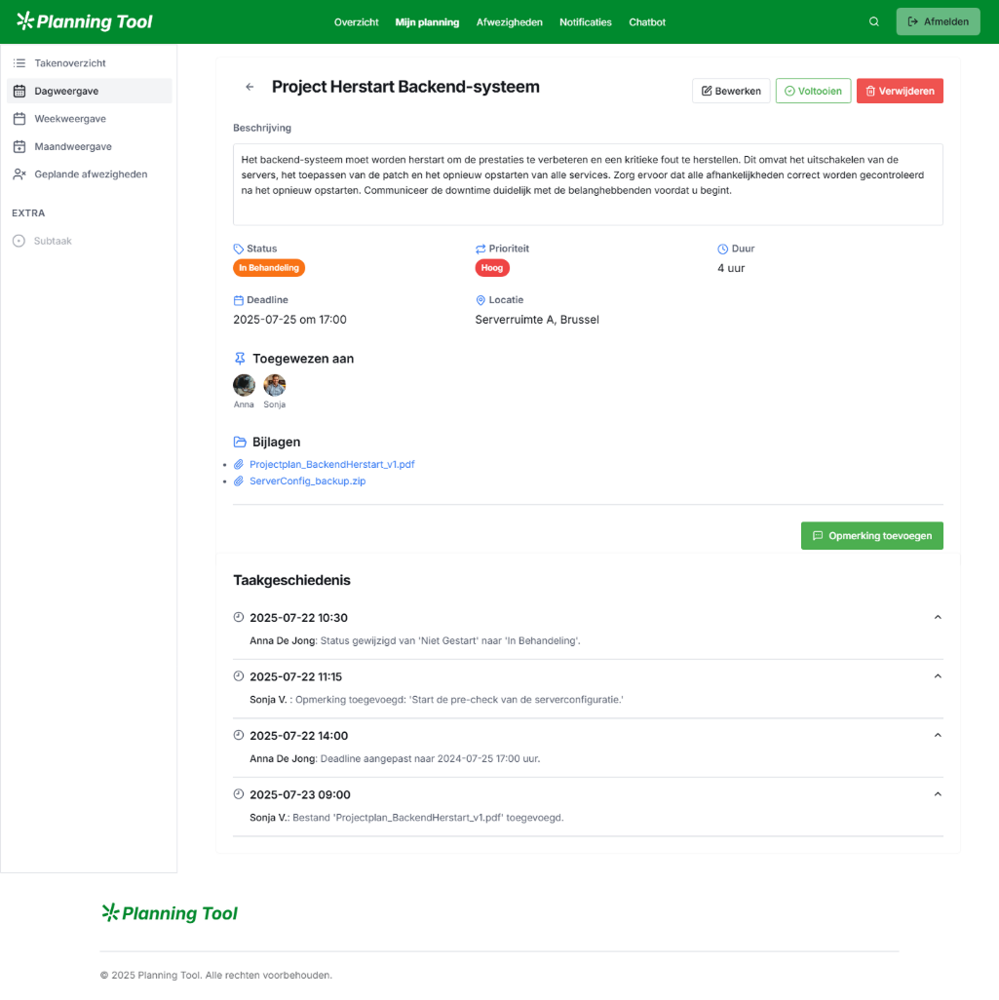 Planning Tool
Overzicht
Mijn planning
Afwezigheden
Notificaties
Chatbot
Afmelden
Takenoverzicht
Dagweergave
Weekweergave
Maandweergave
Geplande afwezigheden
EXTRA
Subtaak
Project Herstart Backend-systeem
Bewerken
Voltooien
Verwijderen
Beschrijving
Het backend-systeem moet worden herstart om de prestaties te verbeteren en een kritieke fout te herstellen. Dit omvat het uitschakelen van de
servers, het toepassen van de patch en het opnieuw opstarten van alle services. Zorg ervoor dat alle afhankelijkheden correct worden gecontroleerd
na het opnieuw opstarten. Communiceer de downtime duidelijk met de belanghebbenden voordat u begint.
Status
In Behandeling
Prioriteit
Hoog
Duur
4 uur
Deadline
2025-07-25 om 17:00
Locatie
Serverruimte A, Brussel
Toegewezen aan
Anna
Sonja
Bijlagen
Projectplan_BackendHerstart_v1.pdf
ServerConfig_backup.zip
Opmerking toevoegen
Taakgeschiedenis
2025-07-22 10:30
Anna De Jong: Status gewijzigd van 'Niet Gestart' naar 'In Behandeling'.
2025-07-22 11:15
Sonja V. : Opmerking toegevoegd: 'Start de pre-check van de serverconfiguratie.'
2025-07-22 14:00
Anna De Jong: Deadline aangepast naar 2024-07-25 17:00 uur.
2025-07-23 09:00
Sonja V.: Bestand 'Projectplan_BackendHerstart_v1.pdf' toegevoegd.
Planning Tool
© 2025 Planning Tool. Alle rechten voorbehouden.